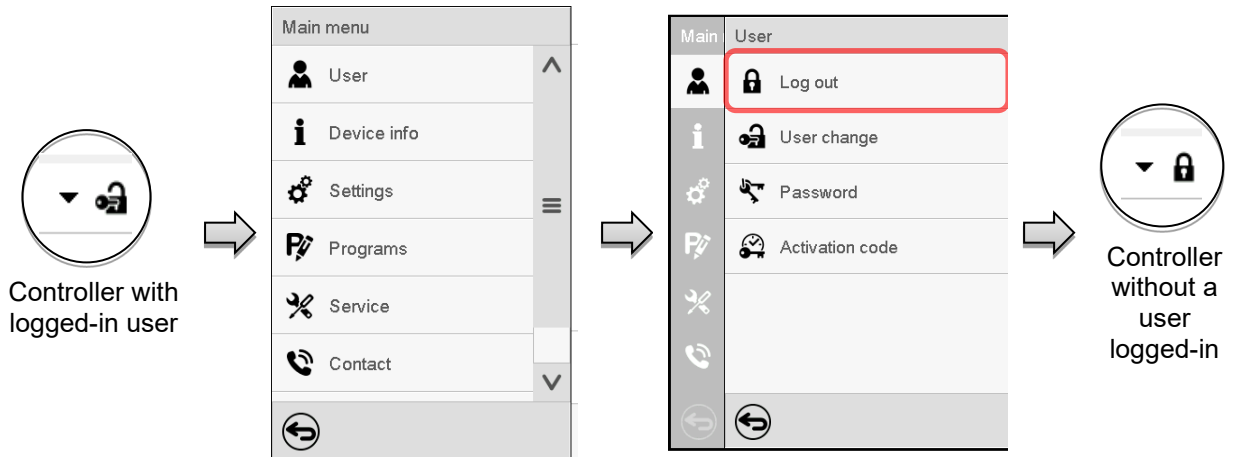 Controller with
logged-in user
Main menu
User
Device info
Settings
Programs
Service
Contact
Main
User
Log out
User change
Password
Activation code
Controller
without a
user
logged-in